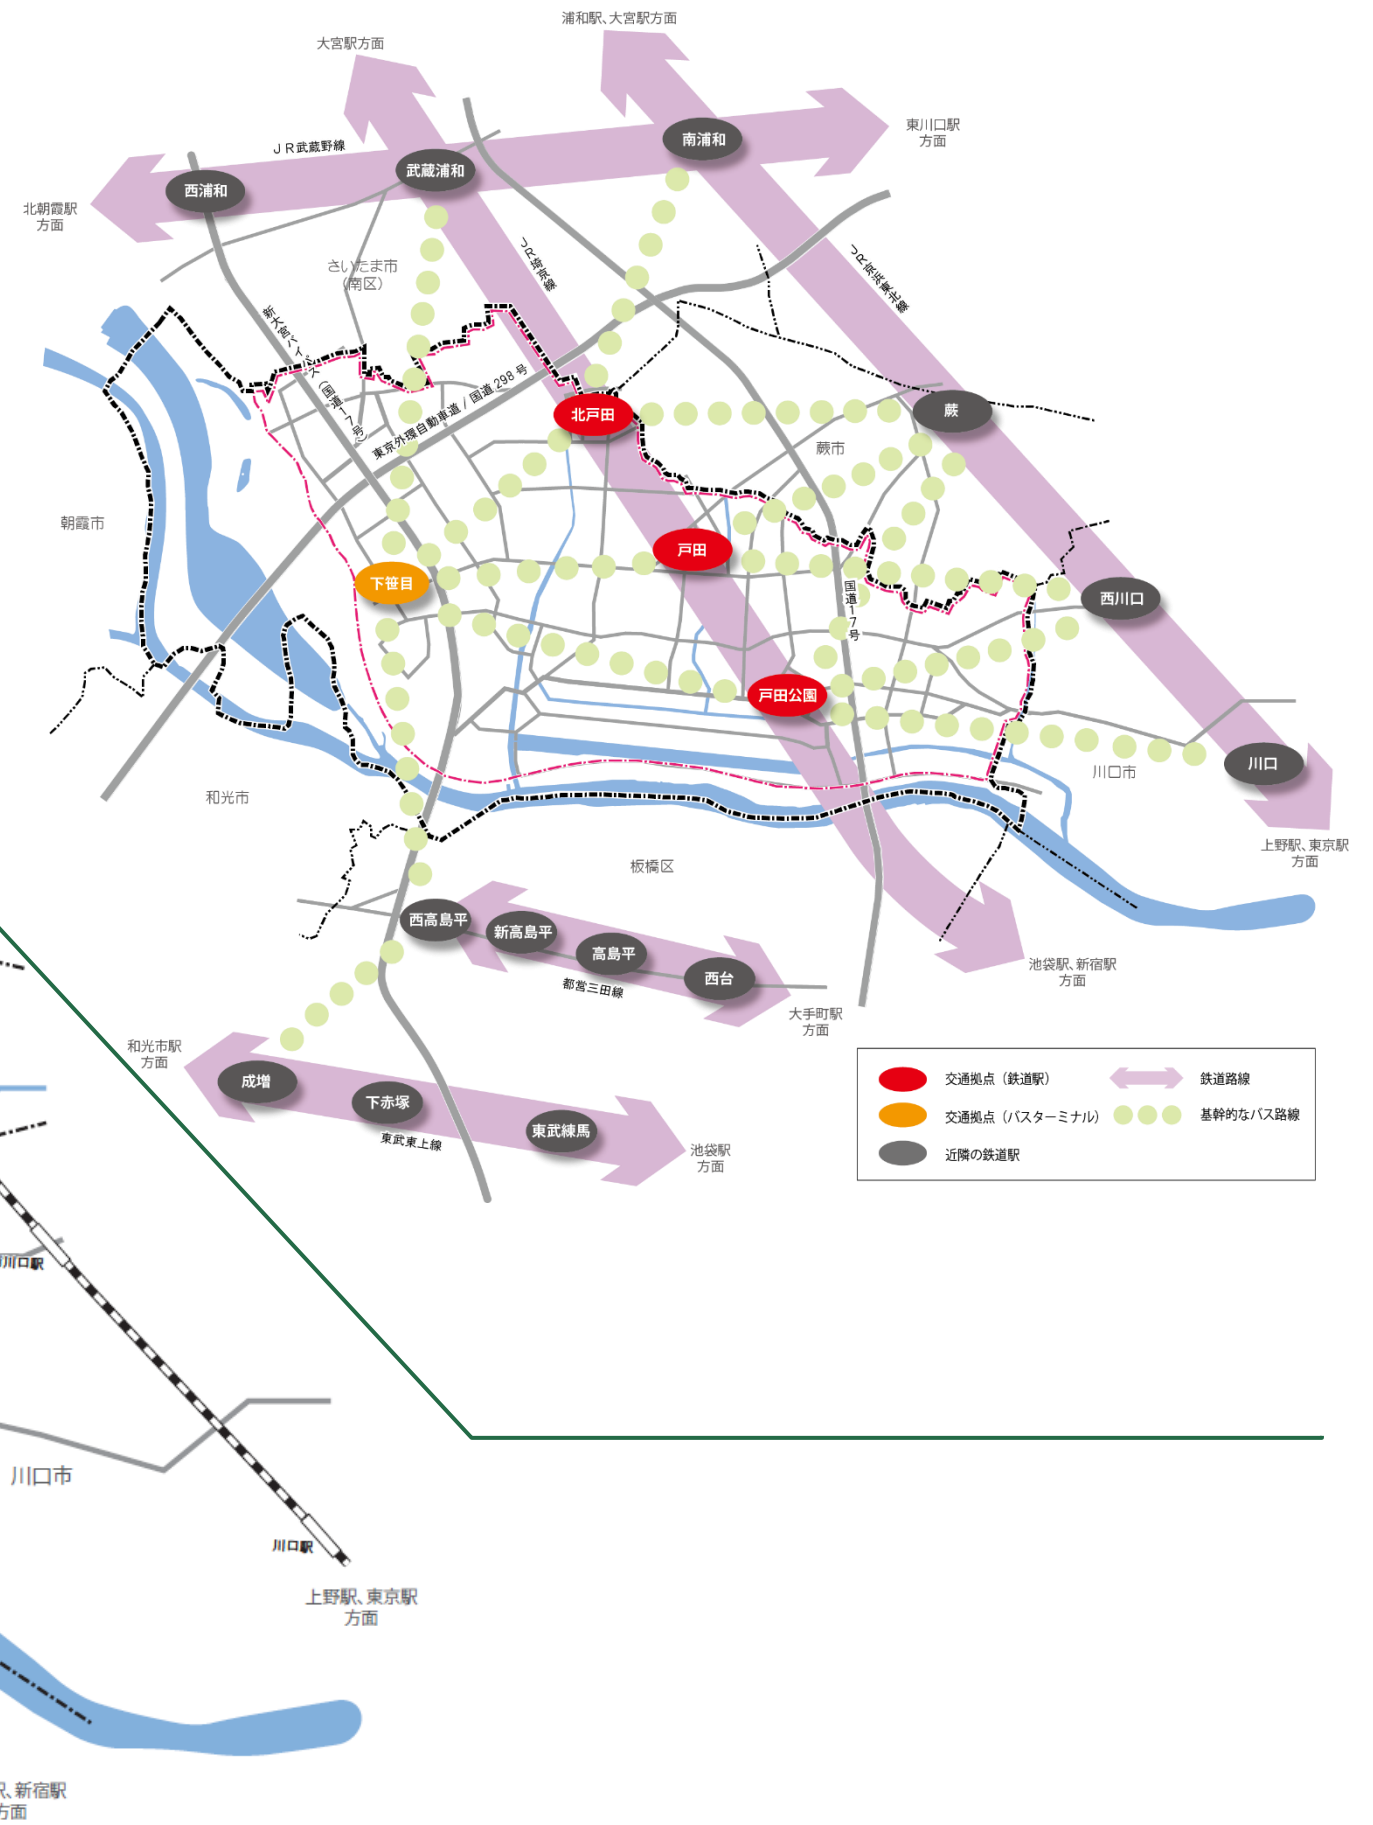 浦和駅、大宮駅方面
大宮駅方面
東川口駅
方面
南浦和
JR武蔵野線
武蔵浦和
西浦和
北朝霞駅
方面
さいたま市
（南区）
JR埼京線
JR京浜東北線
新大宮バイパス（国道17号）
東京外環自動車道 / 国道298号
北戸田
蕨
蕨市
朝霞市
戸田
下笹目
国道17号
西川口
戸田公園
川口
川口市
和光市
板橋区
上野駅、東京駅
方面
西高島平
新高島平
高島平
西台
都営三田線
池袋駅、新宿駅
方面
大手町駅
方面
和光市駅
方面
成増
下赤塚
東武練馬
東武東上線
池袋駅
方面
交通拠点（鉄道駅）
鉄道路線
交通拠点（バスターミナル）
基幹的なバス路線
近隣の鉄道駅
川口駅
川口市
川口駅
上野駅、東京駅
方面
、新宿駅
方面